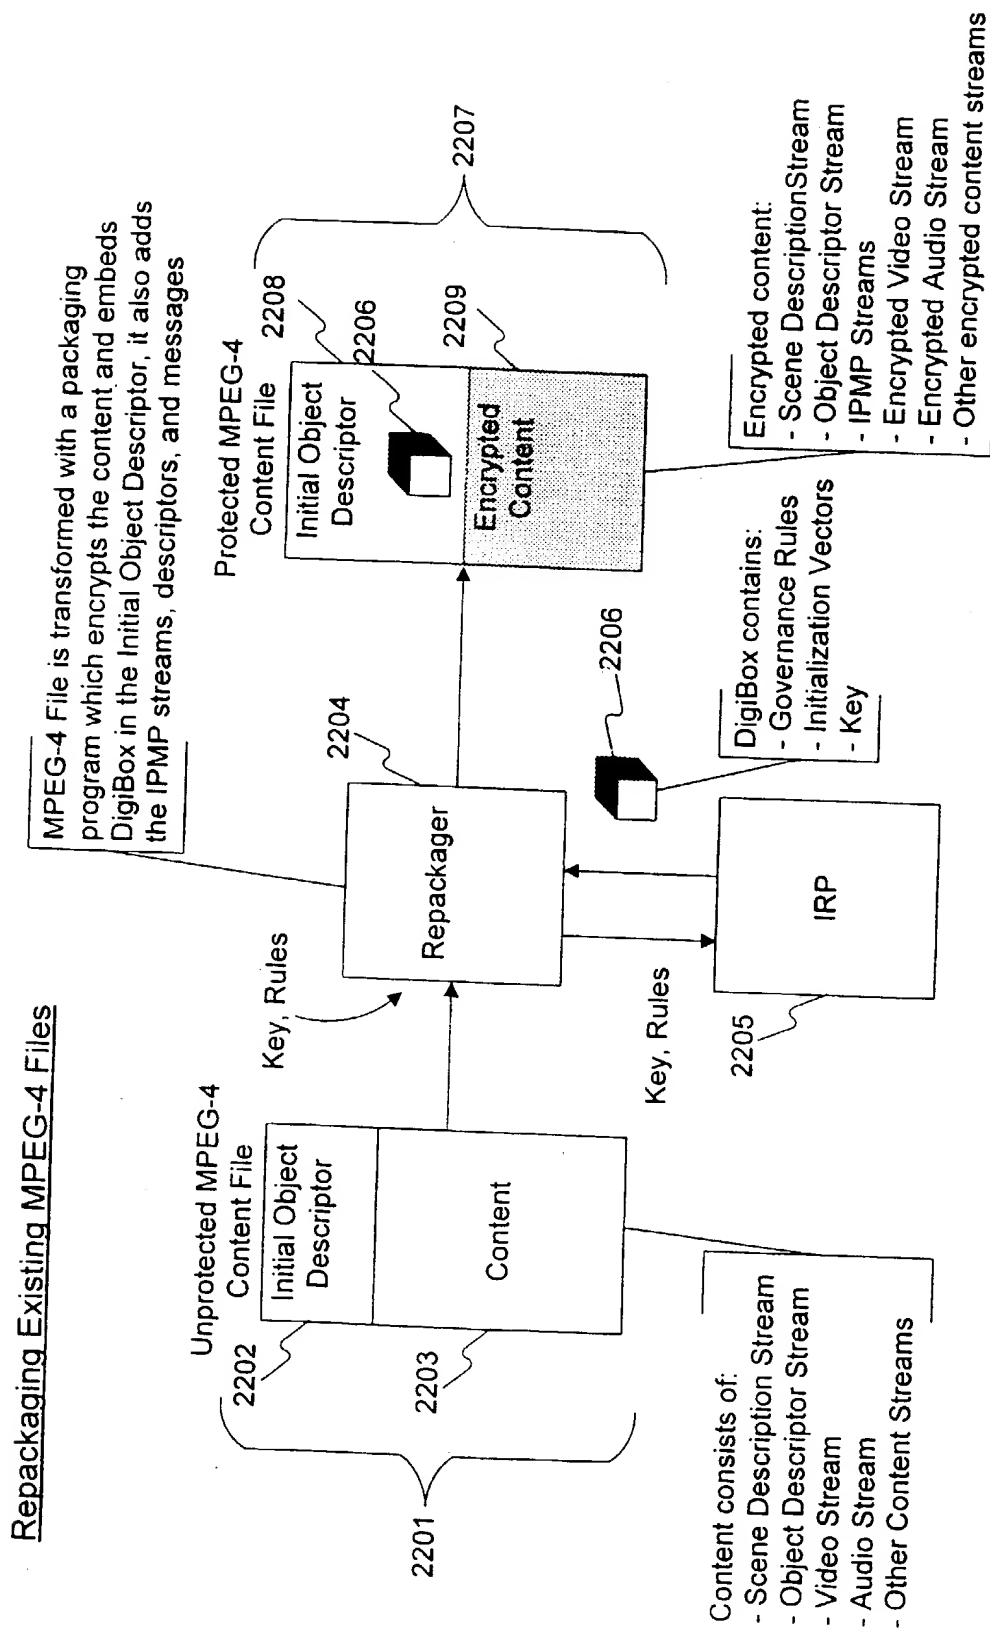 Repackaging Existing MPEG-4 Files
MPEG-4 File is transformed with a packaging
program which encrypts the content and embeds
DigiBox in the Initial Object Descriptor, it also adds
the IPMP streams, descriptors, and messages
Unprotected MPEG-4
Content File
2202
Initial Object
Descriptor
2203
Content
2201
Content consists of:
- Scene Description Stream
- Object Descriptor Stream
- Video Stream
- Audio Stream
- Other Content Streams
Key, Rules
Repackager
2204
Key, Rules
2205
IRP
2206
DigiBox contains:
- Governance Rules
- Initialization Vectors
- Key
Protected MPEG-4
Content File
2208
2206
2209
Initial Object
Descriptor
Encrypted
Content
2207
Encrypted content:
- Scene DescriptionStream
- Object Descriptor Stream
- IPMP Streams
- Encrypted Video Stream
- Encrypted Audio Stream
- Other encrypted content streams